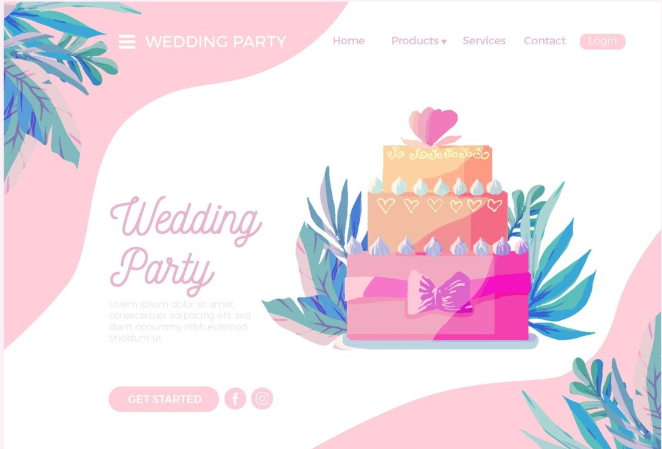 WEDDING PARTY
Home Products Services Contact Login
Wedding
Party
Lorem ipsum dolor sit amet,
consectetuer adipiscing elit, sed
diam nonummy nibh euismod
tincidunt ut
GET STARTED